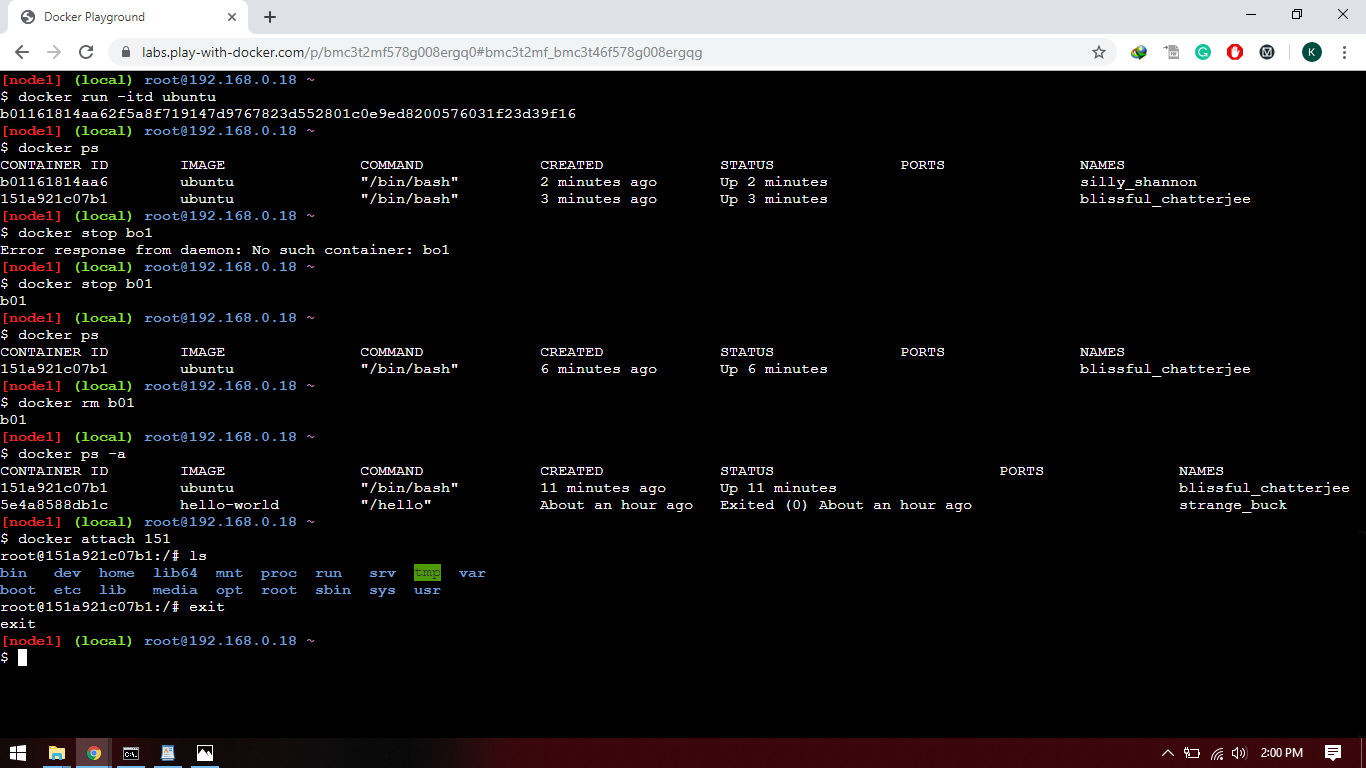 Docker Playground
labs.play-with-docker.com/p/bmc3t2mf578g008ergq0#bmc3t2mf_bmc3t46f578g008ergqg
K
[node1] (local) root@192.168.0.18 ~
$ docker run -itd ubuntu
b01161814aa62f5a8f719147d9767823d552801c0e9ed8200576031f23d39f16
[node1] (local) root@192.168.0.18 ~
$ docker ps
CONTAINER ID IMAGE COMMAND CREATED STATUS PORTS NAMES
b01161814aa6 ubuntu "/bin/bash" 2 minutes ago Up 2 minutes silly_shannon
151a921c07b1 ubuntu "/bin/bash" 3 minutes ago Up 3 minutes blissful_chatterjee
[node1] (local) root@192.168.0.18 ~
$ docker stop bo1
Error response from daemon: No such container: bo1
[node1] (local) root@192.168.0.18 ~
$ docker stop b01
b01
[node1] (local) root@192.168.0.18 ~
$ docker ps
CONTAINER ID IMAGE COMMAND CREATED STATUS PORTS NAMES
151a921c07b1 ubuntu "/bin/bash" 6 minutes ago Up 6 minutes blissful_chatterjee
[node1] (local) root@192.168.0.18 ~
$ docker rm b01
b01
[node1] (local) root@192.168.0.18 ~
$ docker ps -a
CONTAINER ID IMAGE COMMAND CREATED STATUS PORTS NAMES
151a921c07b1 ubuntu "/bin/bash" 11 minutes ago Up 11 minutes blissful_chatterjee
5e4a8588db1c hello-world "/hello" About an hour ago Exited (0) About an hour ago strange_buck
[node1] (local) root@192.168.0.18 ~
$ docker attach 151
root@151a921c07b1:/# ls
bin dev home lib64 mnt proc run srv tmp var
boot etc lib media opt root sbin sys usr
root@151a921c07b1:/# exit
exit
[node1] (local) root@192.168.0.18 ~
$
2:00 PM